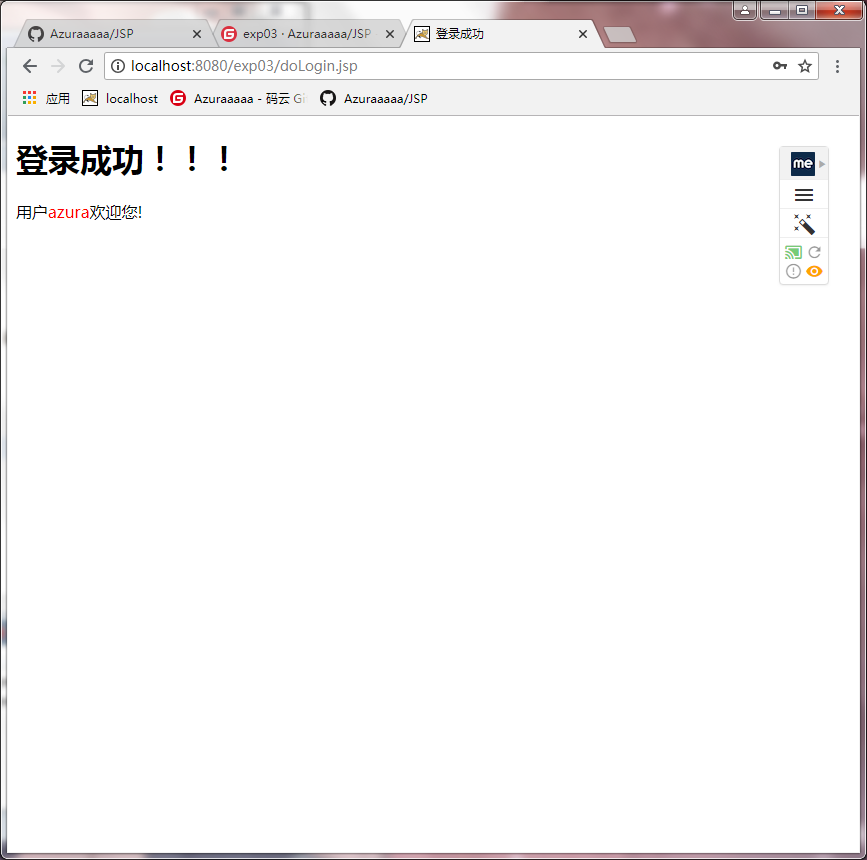 Azuraaaaa/JSP
exp03 · Azuraaaaa/JSP
登录成功
localhost:8080/exp03/doLogin.jsp
应用
localhost
Azuraaaaa - 码云 Gi
Azuraaaaa/JSP
登录成功！！！
me
用户azura欢迎您!